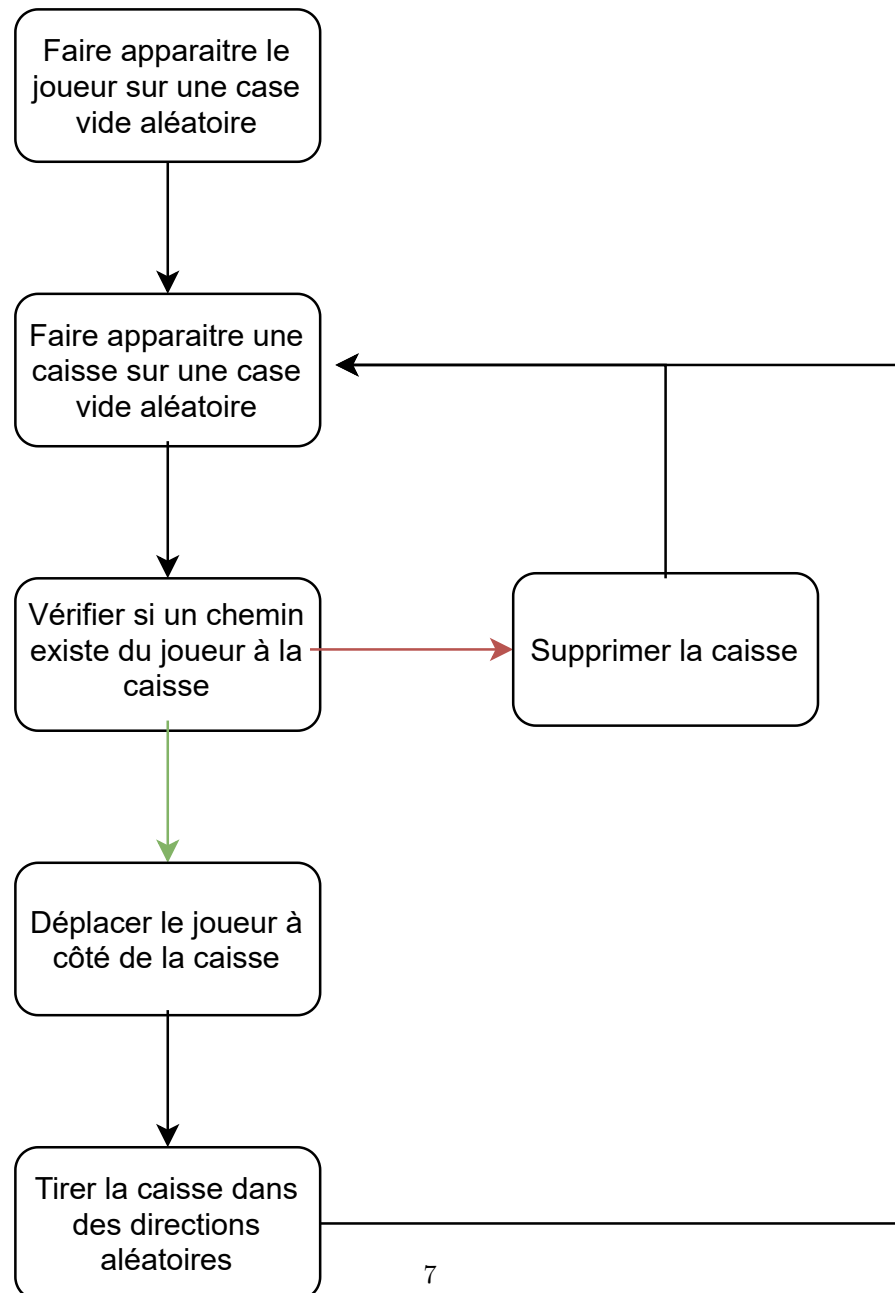 Faire apparaitre le
joueur sur une case
vide aléatoire
Faire apparaitre une
caisse sur une case
vide aléatoire
Vérifier si un chemin
existe du joueur à la
caisse
Supprimer la caisse
Déplacer le joueur à
côté de la caisse
Tirer la caisse dans
des directions
aléatoires
7